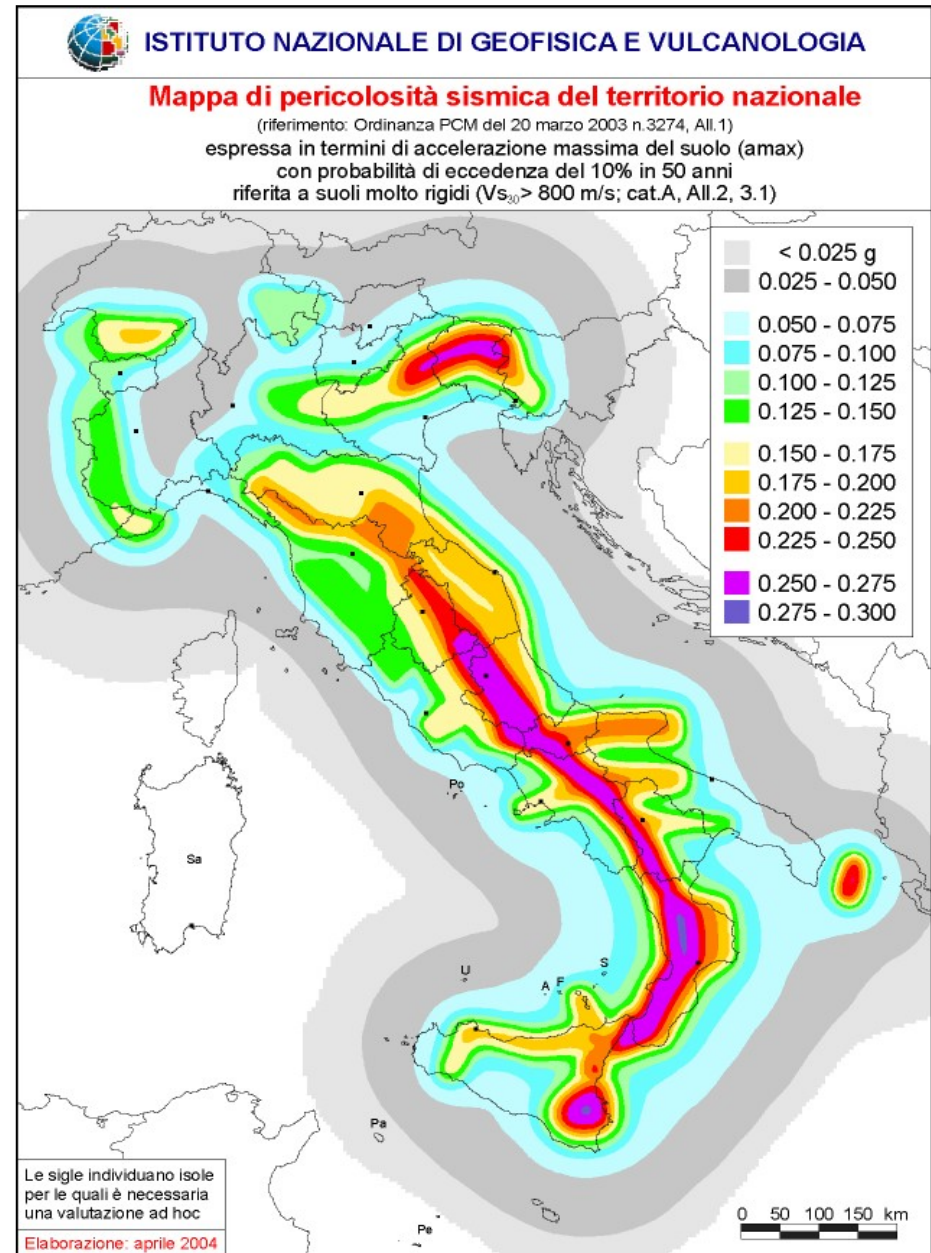 ISTITUTO NAZIONALE DI GEOFISICA E VULCANOLOGIA
Mappa di pericolosità sismica del territorio nazionale
(riferimento: Ordinanza PCM del 20 marzo 2003 n.3274, All.1)
espressa in termini di accelerazione massima del suolo (amax)
con probabilità di eccedenza del 10% in 50 anni
riferita a suoli molto rigidi (Vs₃₀> 800 m/s; cat.A, All.2, 3.1)
< 0.025 g
0.025 - 0.050
0.050 - 0.075
0.075 - 0.100
0.100 - 0.125
0.125 - 0.150
0.150 - 0.175
0.175 - 0.200
0.200 - 0.225
0.225 - 0.250
0.250 - 0.275
0.275 - 0.300
Po
Sa
U
A
F
S
Pa
Pe
Le sigle individuano isole
per le quali è necessaria
una valutazione ad hoc
Elaborazione: aprile 2004
0 50 100 150 km